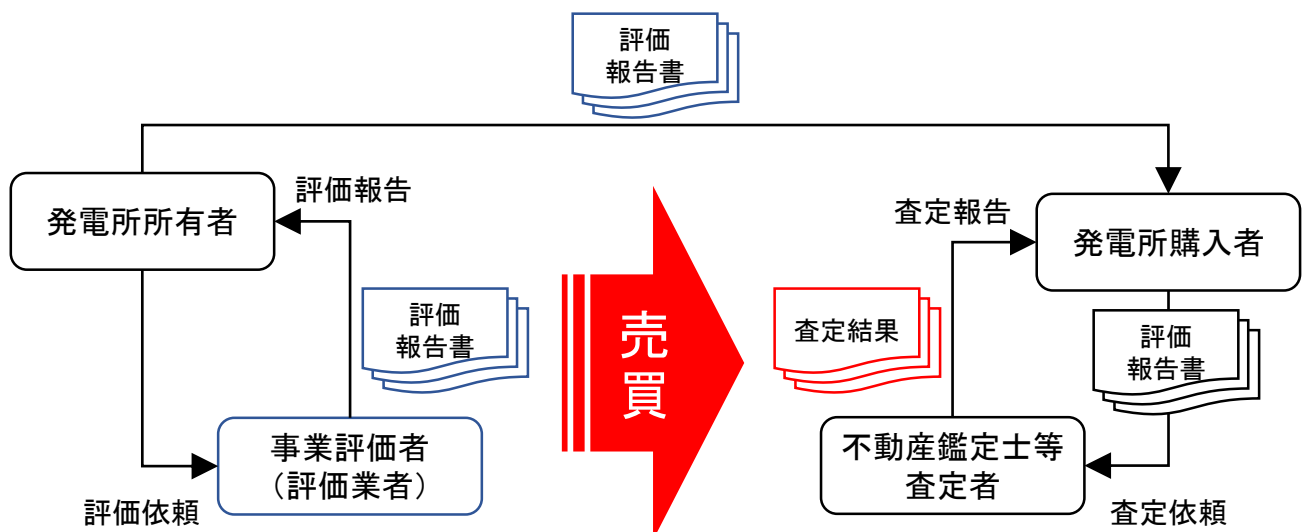 評価
報告書
発電所所有者
評価報告
評価
報告書
事業評価者
（評価業者）
評価依頼
売
買
査定報告
発電所購入者
査定結果
評価
報告書
不動産鑑定士等
査定者
査定依頼